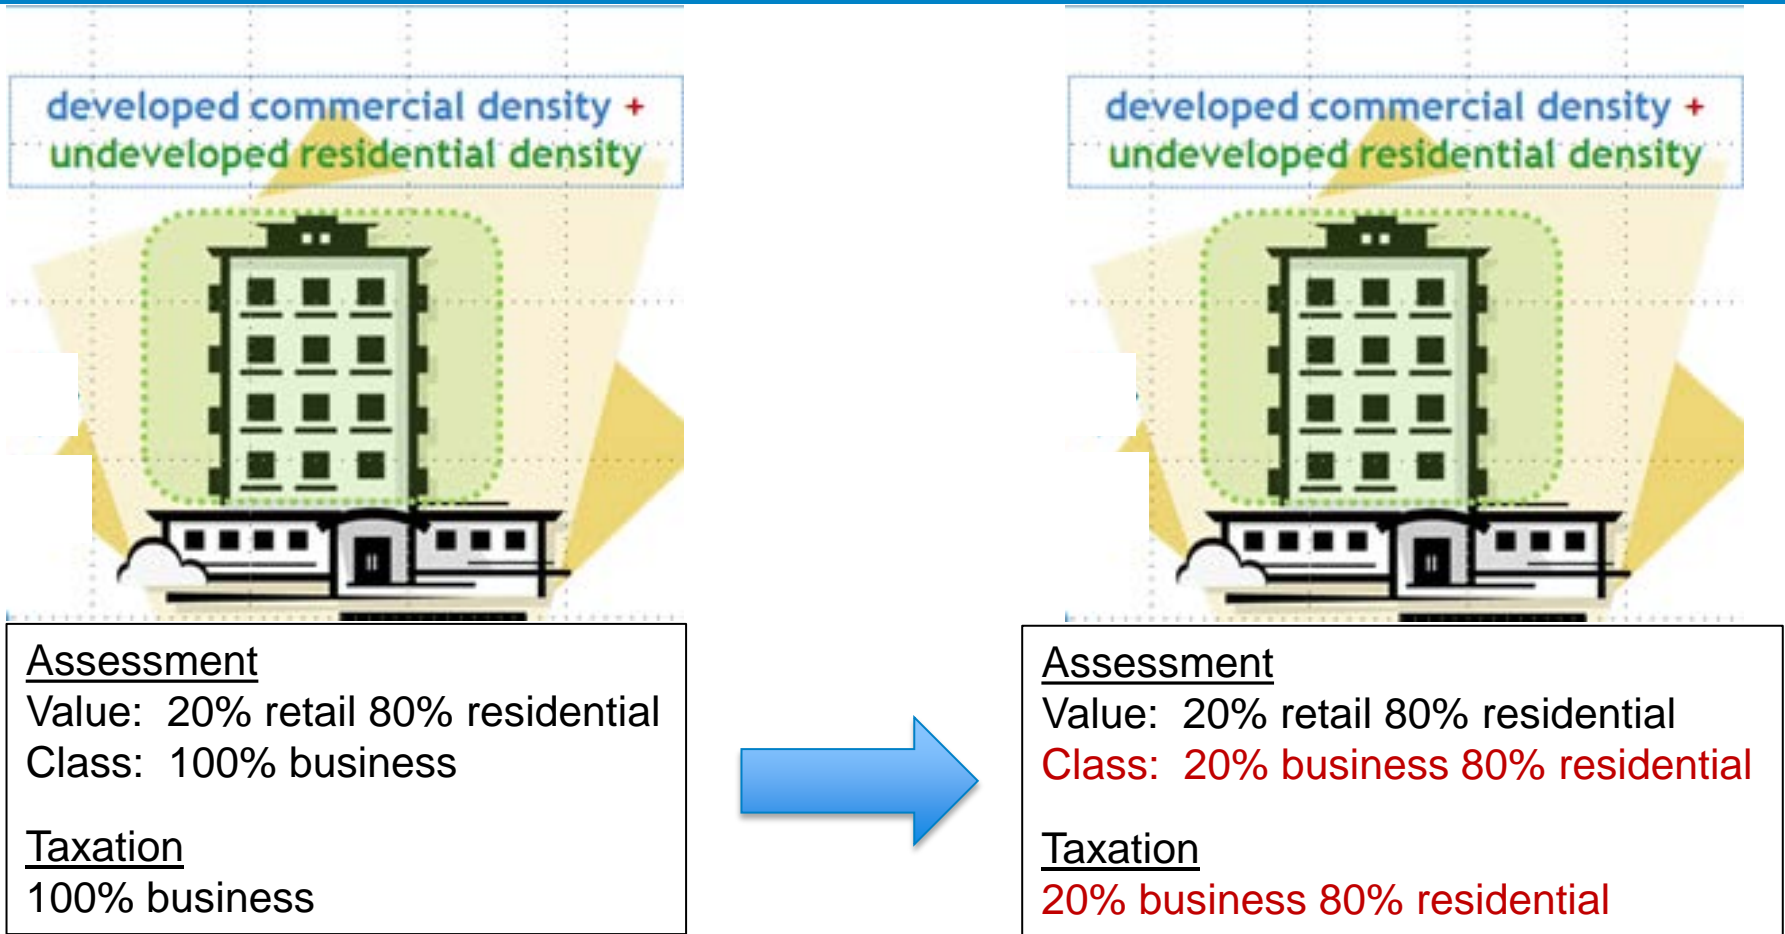 developed commercial density +
undeveloped residential density
Assessment
Value: 20% retail 80% residential
Class: 100% business
Taxation
100% business
developed commercial density +
undeveloped residential density
Assessment
Value: 20% retail 80% residential
Class: 20% business 80% residential
Taxation
20% business 80% residential